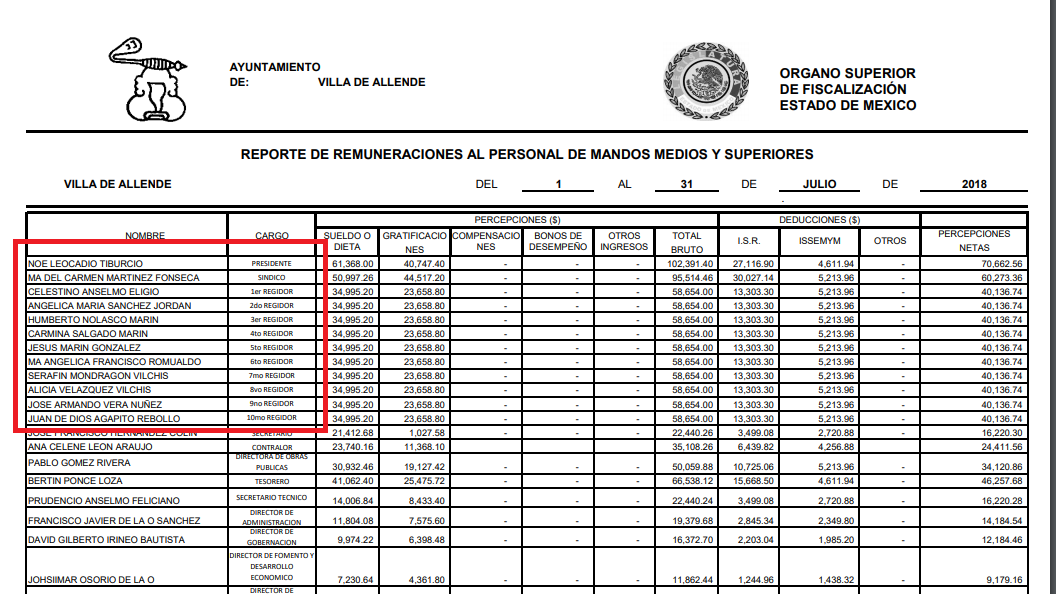 AYUNTAMIENTO
DE: VILLA DE ALLENDE
ORGANO SUPERIOR
DE FISCALIZACIÓN
ESTADO DE MEXICO
REPORTE DE REMUNERACIONES AL PERSONAL DE MANDOS MEDIOS Y SUPERIORES
VILLA DE ALLENDE DEL 1 AL 31 DE JULIO DE 2018
PERCEPCIONES ($) DEDUCCIONES ($)
NOMBRE CARGO SUELDO O DIETA GRATIFICACIO NES COMPENSACIO NES BONOS DE DESEMPEÑO OTROS INGRESOS TOTAL BRUTO I.S.R. ISSEMYM OTROS PERCEPCIONES NETAS
NOE LEOCADIO TIBURCIO PRESIDENTE 61,368.00 40,747.40 - - - 102,391.40 27,116.90 4,611.94 - 70,662.56
MA DEL CARMEN MARTINEZ FONSECA SINDICO 50,997.26 44,517.20 - - - 95,514.46 30,027.14 5,213.96 - 60,273.36
CELESTINO ANSELMO ELIGIO 1er REGIDOR 34,995.20 23,658.80 - - - 58,654.00 13,303.30 5,213.96 - 40,136.74
ANGELICA MARIA SANCHEZ JORDAN 2do REGIDOR 34,995.20 23,658.80 - - - 58,654.00 13,303.30 5,213.96 - 40,136.74
HUMBERTO NOLASCO MARIN 3er REGIDOR 34,995.20 23,658.80 - - - 58,654.00 13,303.30 5,213.96 - 40,136.74
CARMINA SALGADO MARIN 4to REGIDOR 34,995.20 23,658.80 - - - 58,654.00 13,303.30 5,213.96 - 40,136.74
JESUS MARIN GONZALEZ 5to REGIDOR 34,995.20 23,658.80 - - - 58,654.00 13,303.30 5,213.96 - 40,136.74
MA ANGELICA FRANCISCO ROMUALDO 6to REGIDOR 34,995.20 23,658.80 - - - 58,654.00 13,303.30 5,213.96 - 40,136.74
SERAFIN MONDRAGON VILCHIS 7mo REGIDOR 34,995.20 23,658.80 - - - 58,654.00 13,303.30 5,213.96 - 40,136.74
ALICIA VELAZQUEZ VILCHIS 8vo REGIDOR 34,995.20 23,658.80 - - - 58,654.00 13,303.30 5,213.96 - 40,136.74
JOSE ARMANDO VERA NUÑEZ 9no REGIDOR 34,995.20 23,658.80 - - - 58,654.00 13,303.30 5,213.96 - 40,136.74
JUAN DE DIOS AGAPITO REBOLLO 10mo REGIDOR 34,995.20 23,658.80 - - - 58,654.00 13,303.30 5,213.96 - 40,136.74
JOSE FRANCISCO HERNANDEZ COLIN SECRETARIO 21,412.68 1,027.58 - - - 22,440.26 3,499.08 2,720.88 - 16,220.30
ANA CELENE LEON ARAUJO CONTRALOR 23,740.16 11,368.10 - - - 35,108.26 6,439.82 4,256.88 - 24,411.56
PABLO GOMEZ RIVERA DIRECTORA DE OBRAS PUBLICAS 30,932.46 19,127.42 - - - 50,059.88 10,725.06 5,213.96 - 34,120.86
BERTIN PONCE LOZA TESORERO 41,062.40 25,475.72 - - - 66,538.12 15,668.50 4,611.94 - 46,257.68
PRUDENCIO ANSELMO FELICIANO SECRETARIO TECNICO 14,006.84 8,433.40 - - - 22,440.24 3,499.08 2,720.88 - 16,220.28
FRANCISCO JAVIER DE LA O SANCHEZ DIRECTOR DE ADMINISTRACION 11,804.08 7,575.60 - - - 19,379.68 2,845.34 2,349.80 - 14,184.54
DAVID GILBERTO IRINEO BAUTISTA DIRECTOR DE GOBERNACION 9,974.22 6,398.48 - - - 16,372.70 2,203.04 1,985.20 - 12,184.46
JOHSIIMAR OSORIO DE LA O DIRECTOR DE FOMENTO Y DESARROLLO ECONOMICO 7,230.64 4,361.80 - - - 11,862.44 1,244.96 1,438.32 - 9,179.16
DIRECTOR DE